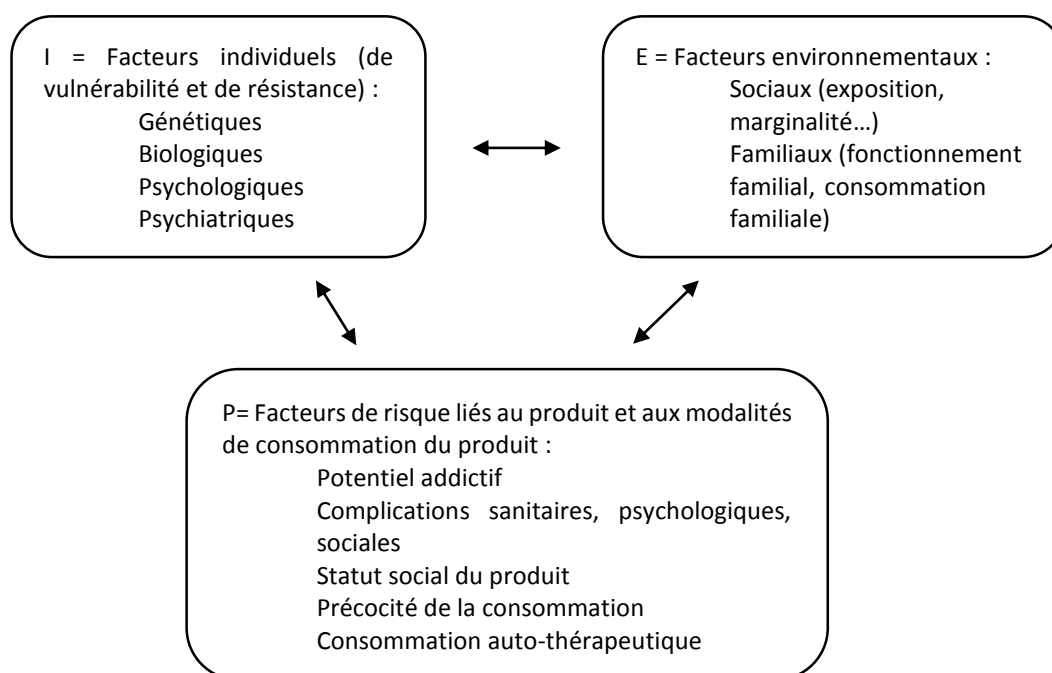 I = Facteurs individuels (de
vulnérabilité et de résistance) :
Génétiques
Biologiques
Psychologiques
Psychiatriques
E = Facteurs environnementaux :
Sociaux (exposition,
marginalité…)
Familiaux (fonctionnement
familial, consommation
familiale)
P= Facteurs de risque liés au produit et aux modalités
de consommation du produit :
Potentiel addictif
Complications sanitaires, psychologiques,
sociales
Statut social du produit
Précocité de la consommation
Consommation auto-thérapeutique